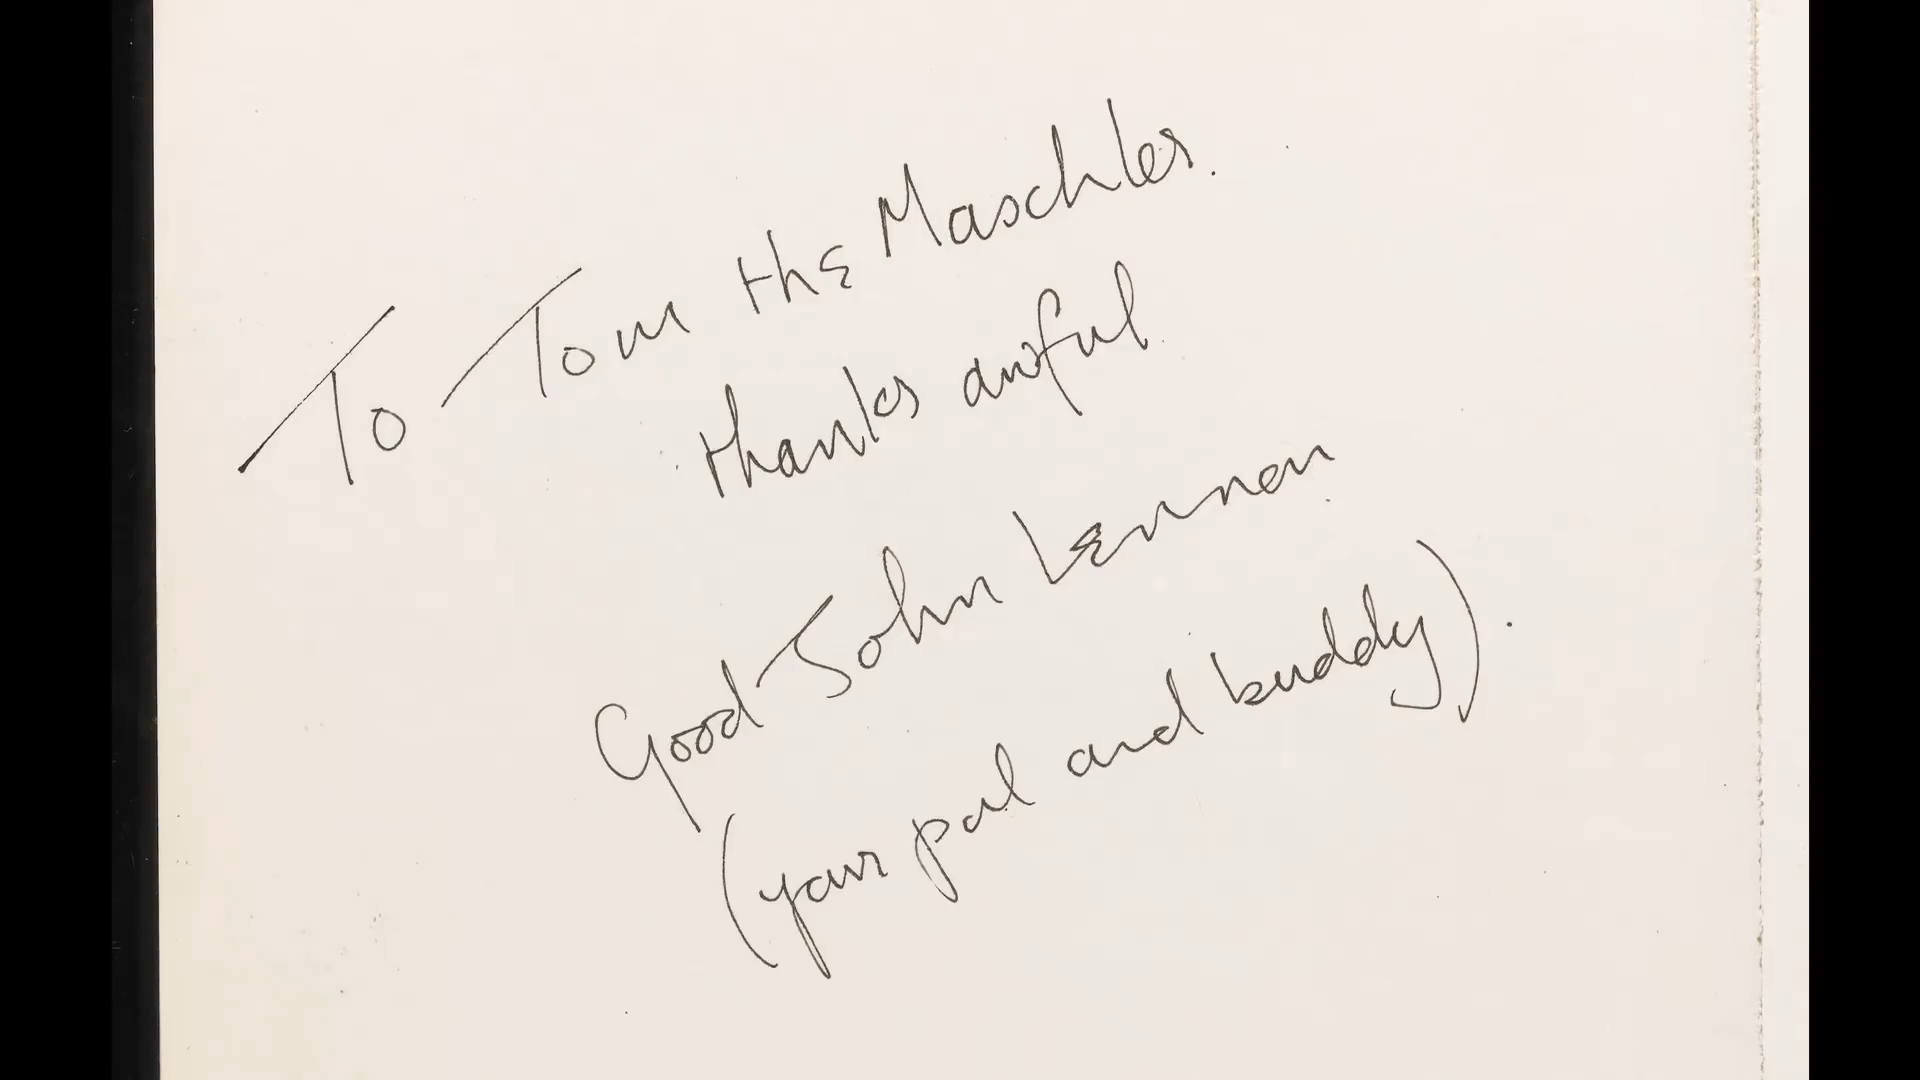 To Tom the Maschler.
thanks awful
Good John Lennon
(your pal and buddy).